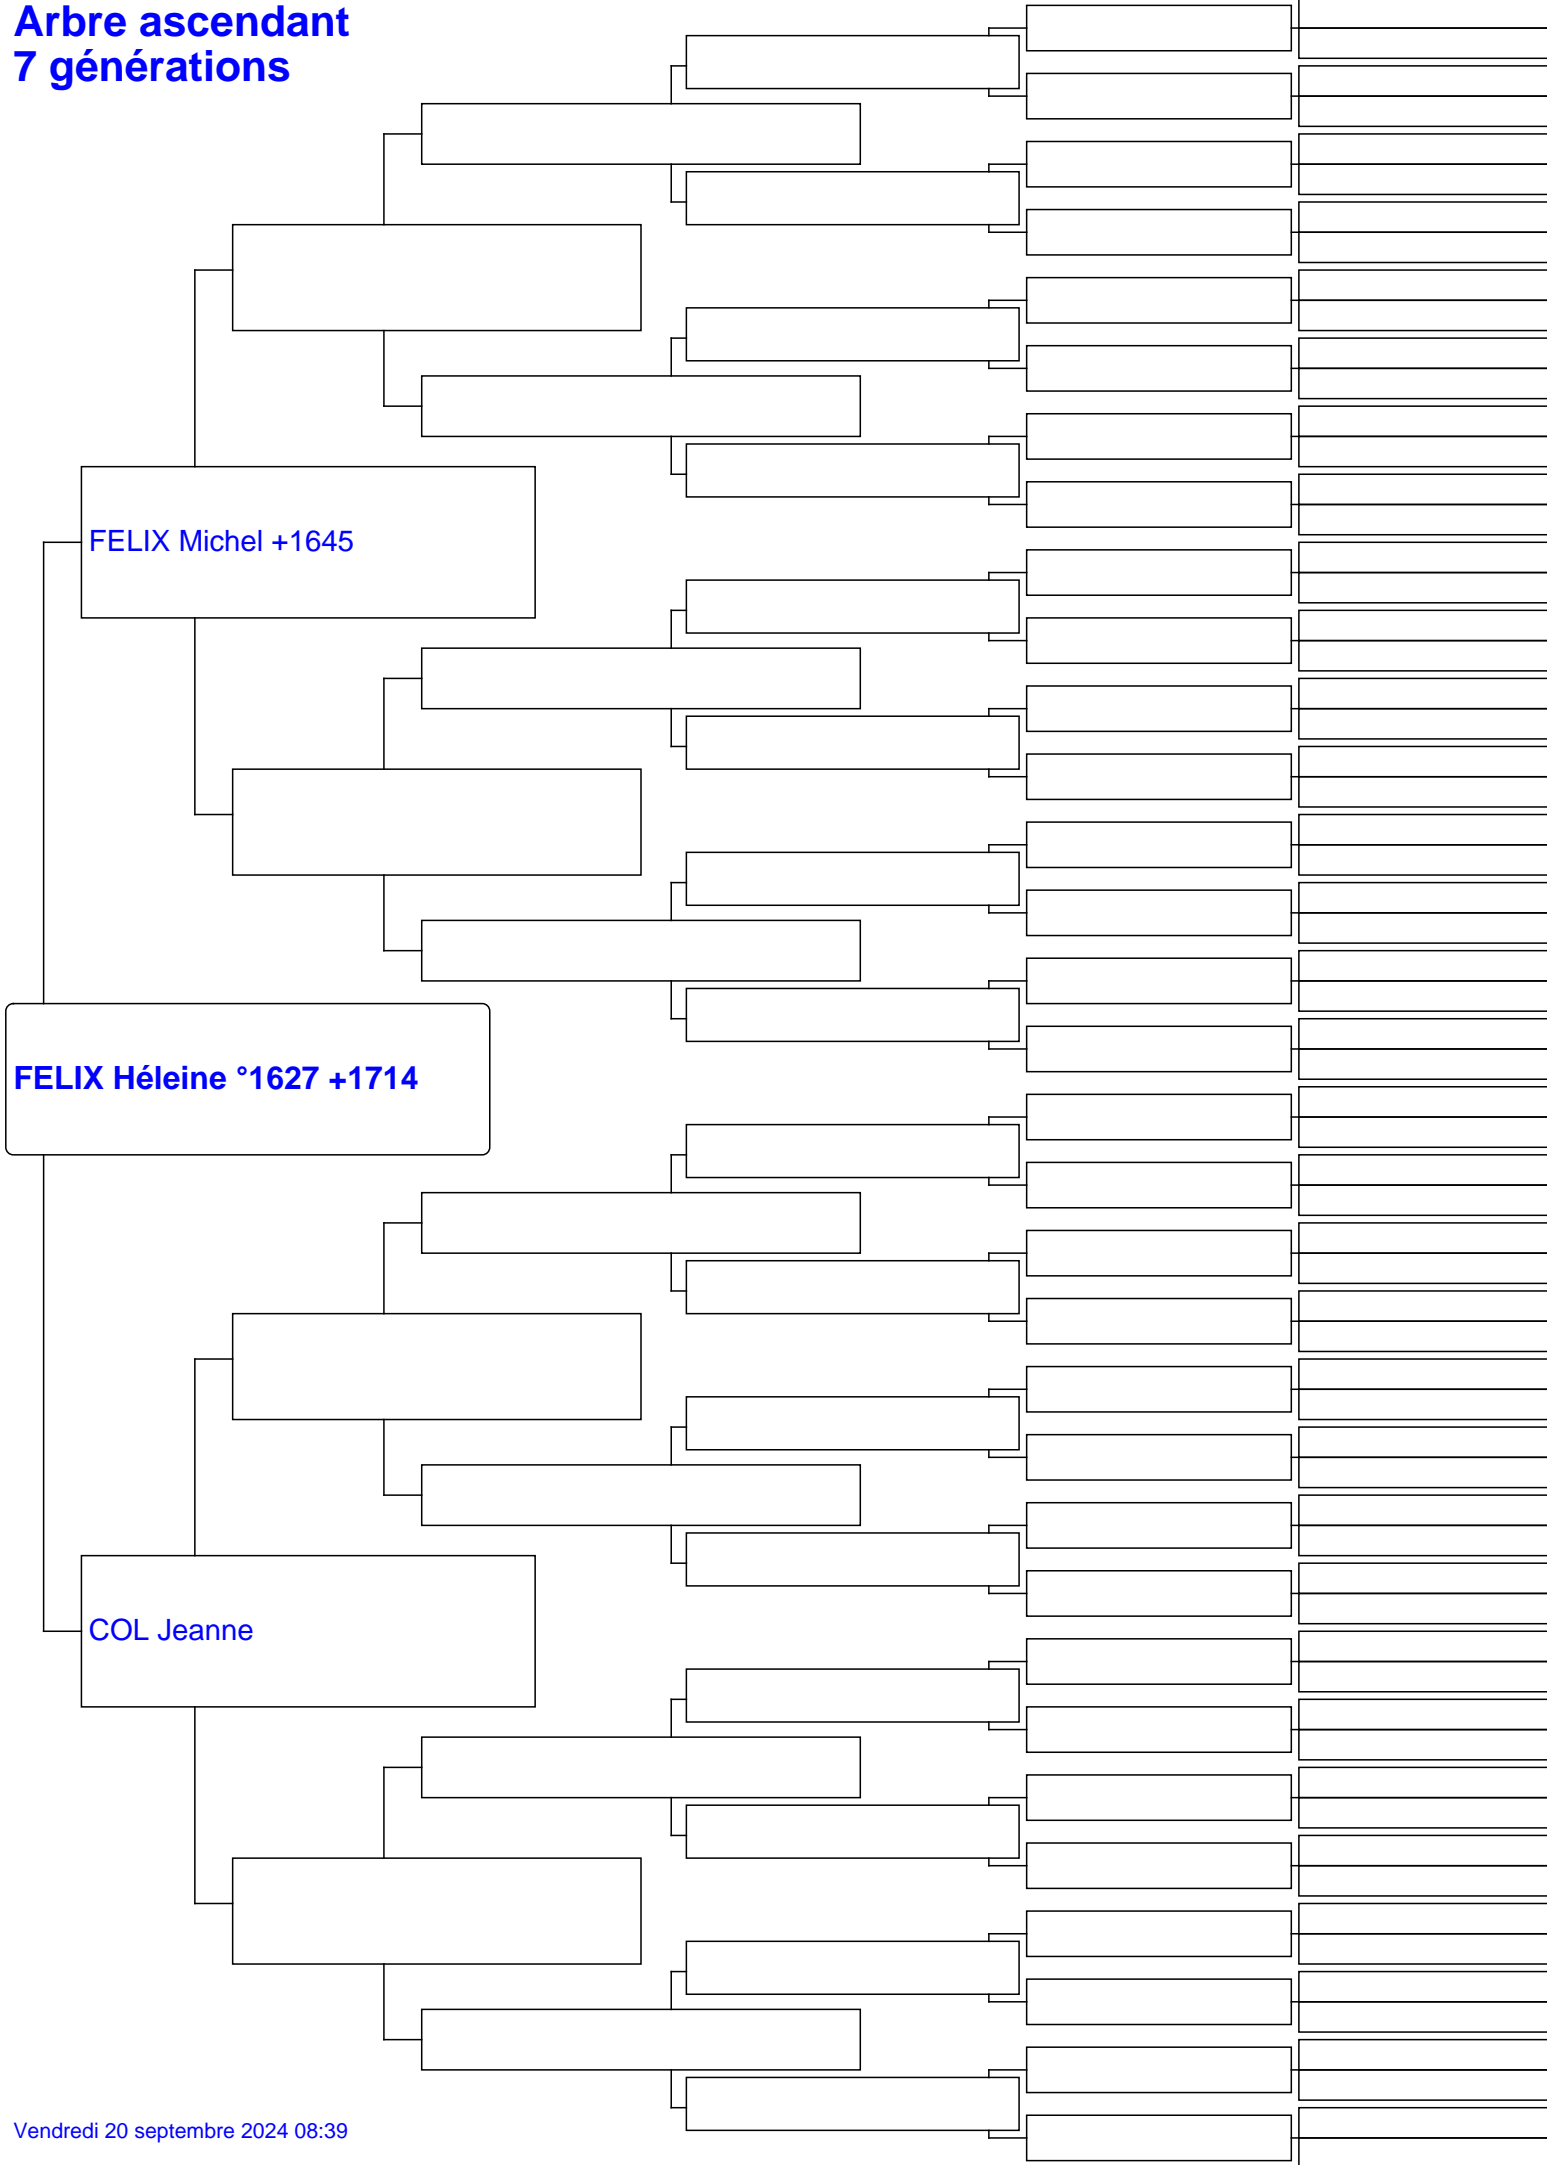 Arbre ascendant
7 générations
FELIX Michel +1645
FELIX Héleine °1627 +1714
COL Jeanne
Vendredi 20 septembre 2024 08:39